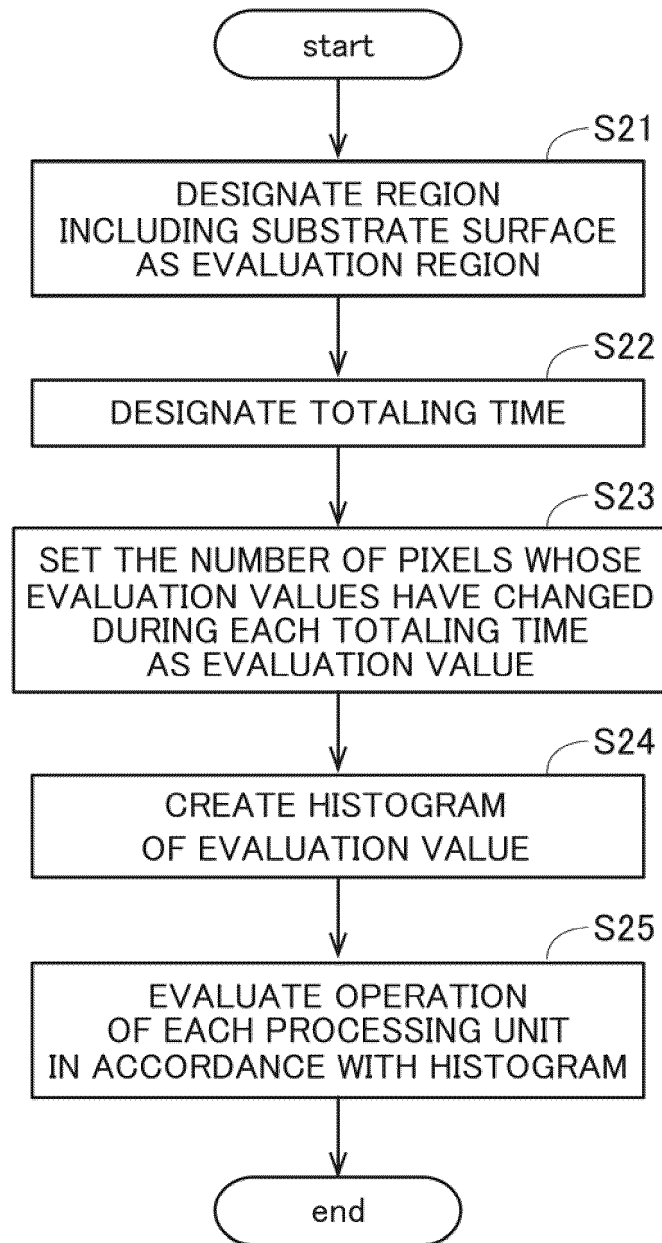 start
S21
DESIGNATE REGION
INCLUDING SUBSTRATE SURFACE
AS EVALUATION REGION
S22
DESIGNATE TOTALING TIME
S23
SET THE NUMBER OF PIXELS WHOSE
EVALUATION VALUES HAVE CHANGED
DURING EACH TOTALING TIME
AS EVALUATION VALUE
S24
CREATE HISTOGRAM
OF EVALUATION VALUE
S25
EVALUATE OPERATION
OF EACH PROCESSING UNIT
IN ACCORDANCE WITH HISTOGRAM
end